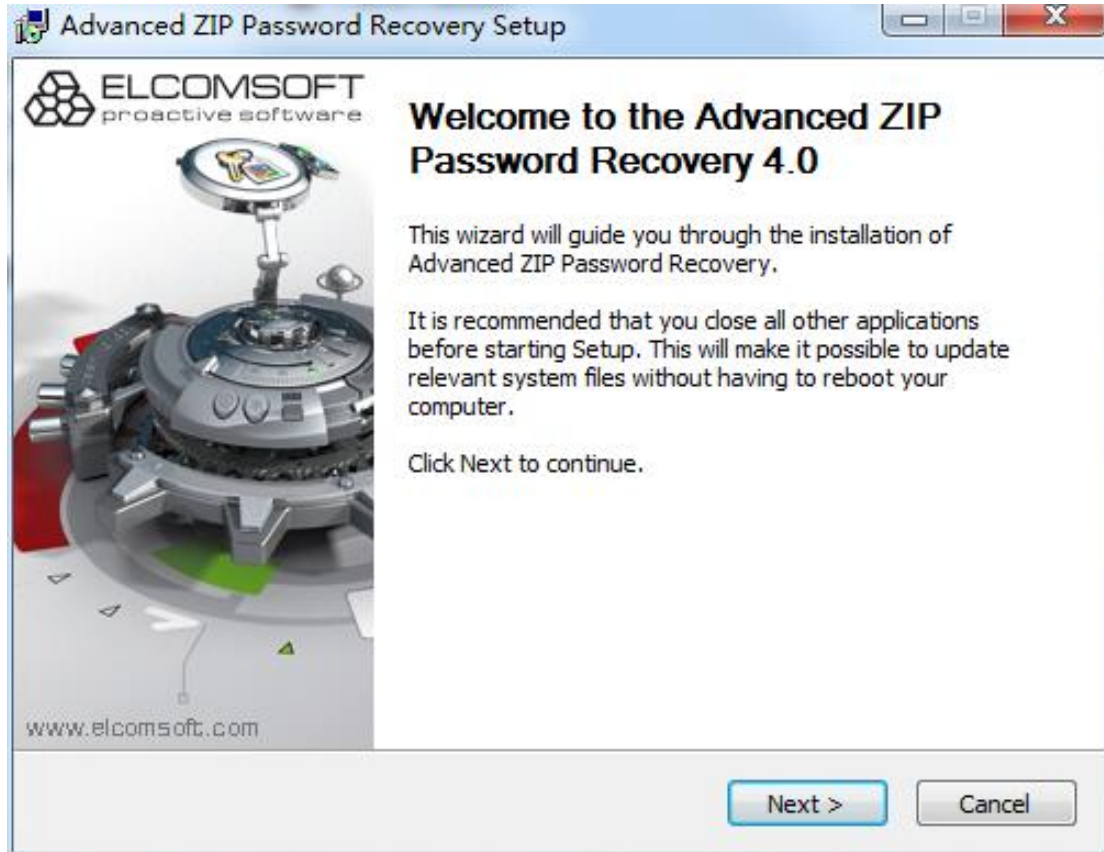 Advanced ZIP Password Recovery Setup
ELCOMSOFT
proactive software
Welcome to the Advanced ZIP
Password Recovery 4.0
This wizard will guide you through the installation of
Advanced ZIP Password Recovery.
It is recommended that you close all other applications
before starting Setup. This will make it possible to update
relevant system files without having to reboot your
computer.
Click Next to continue.
www.elcomsoft.com
Next >
Cancel